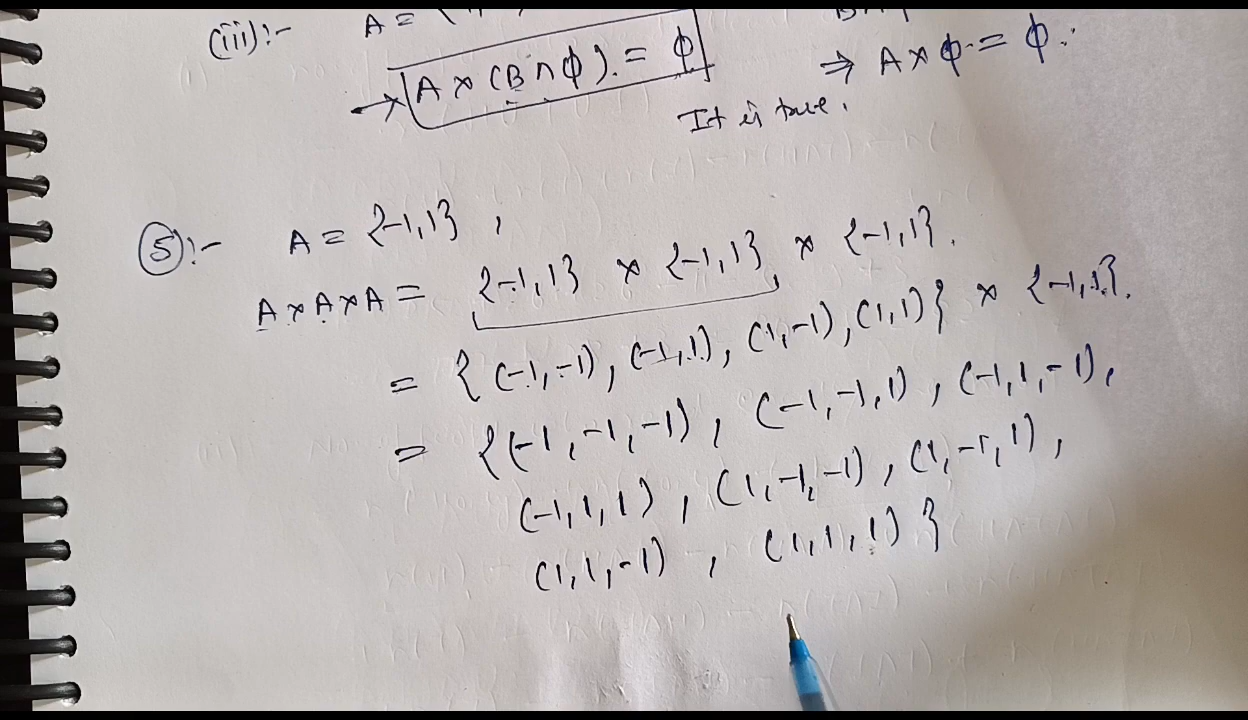 (iii):- A = {
→ A × (B ∩ ϕ) = ϕ ⇒ A × ϕ = ϕ.
It is true.
⑤:- A = {-1,1} ,
A×A×A = {-1,1} × {-1,1} × {-1,1}.
= {(-1,-1), (-1,1), (1,-1), (1,1)} × {-1,1}.
= {(-1,-1,-1), (-1,-1,1), (-1,1,-1),
(-1,1,1), (1,-1,-1), (1,-1,1),
(1,1,-1) , (1,1,1)}